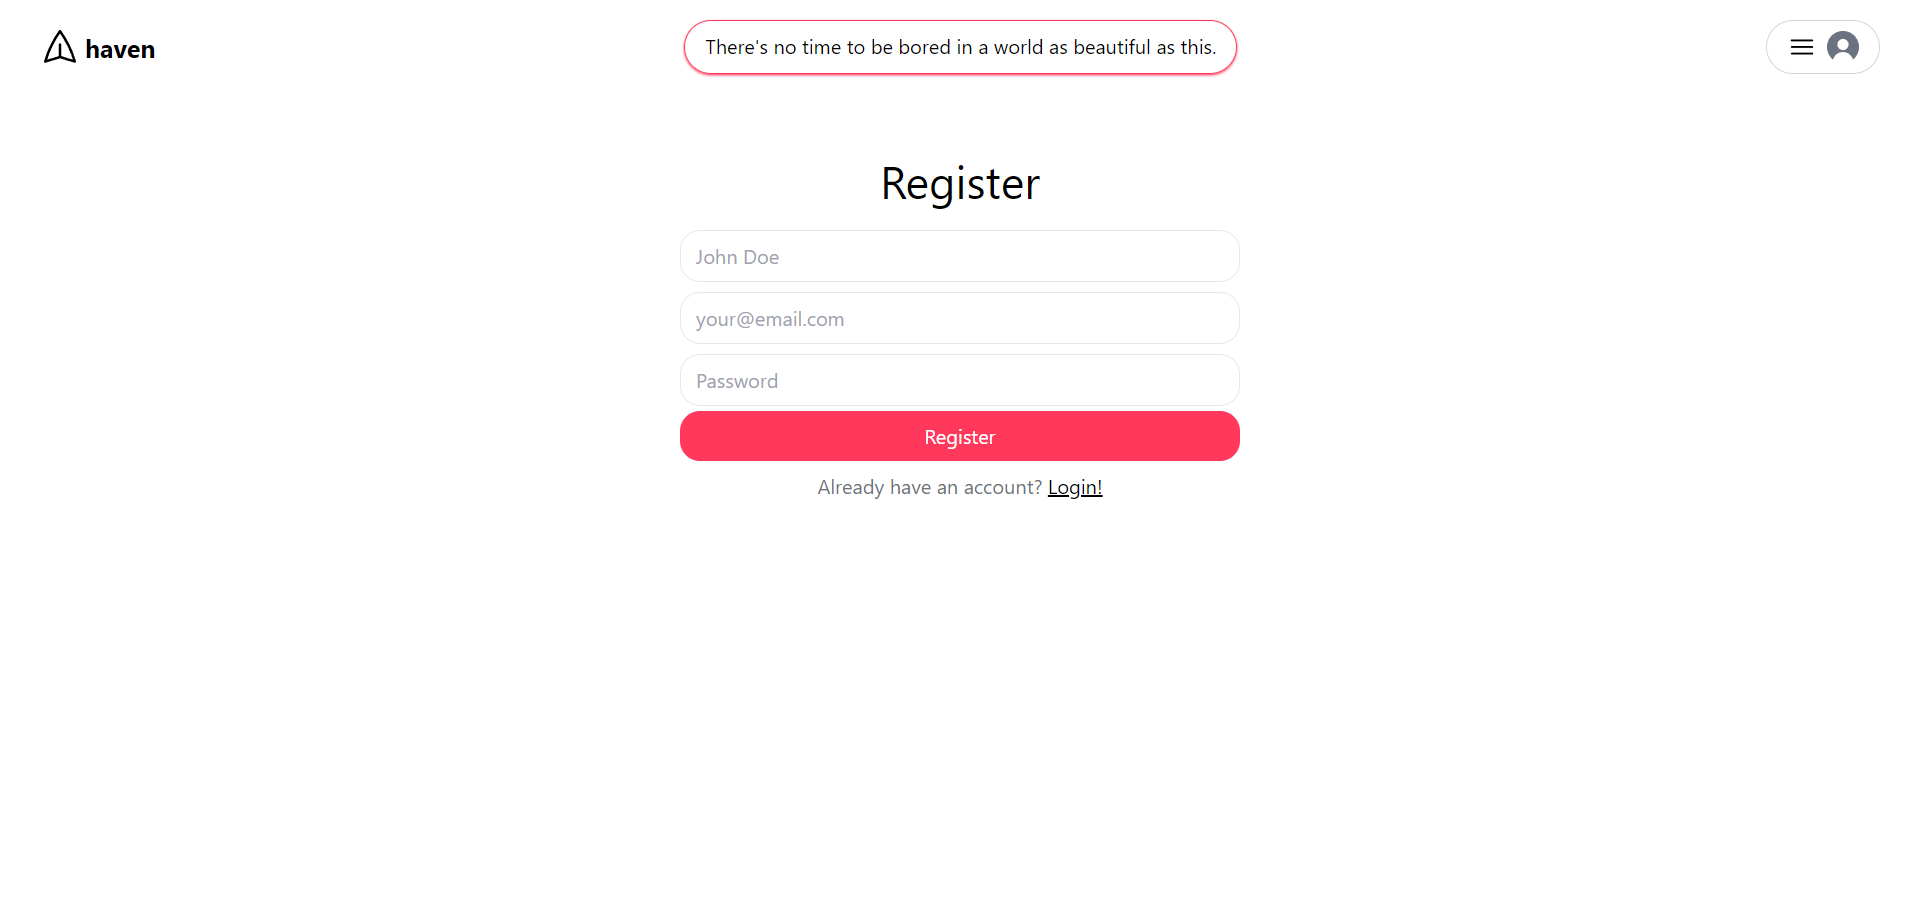 haven
There's no time to be bored in a world as beautiful as this.
Register
John Doe
your@email.com
Password
Register
Already have an account? Login!